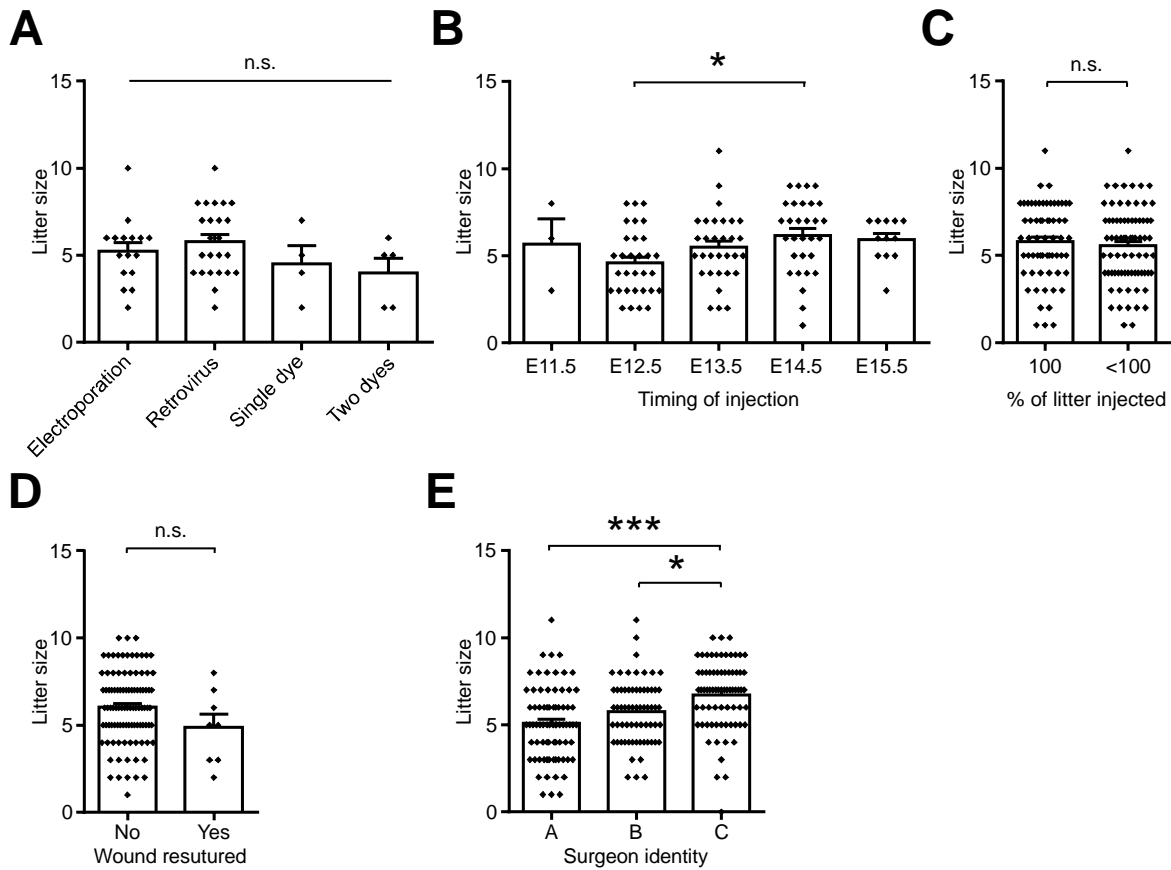 A
n.s.
15
10
5
0
Litter size
Electroporation
Retrovirus
Single dye
Two dyes
B
*
15
10
5
0
Litter size
E11.5
E12.5
E13.5
E14.5
E15.5
Timing of injection
C
n.s.
15
10
5
0
Litter size
100
<100
% of litter injected
D
n.s.
15
10
5
0
Litter size
No
Yes
Wound resutured
E
***
*
15
10
5
0
Litter size
A
B
C
Surgeon identity